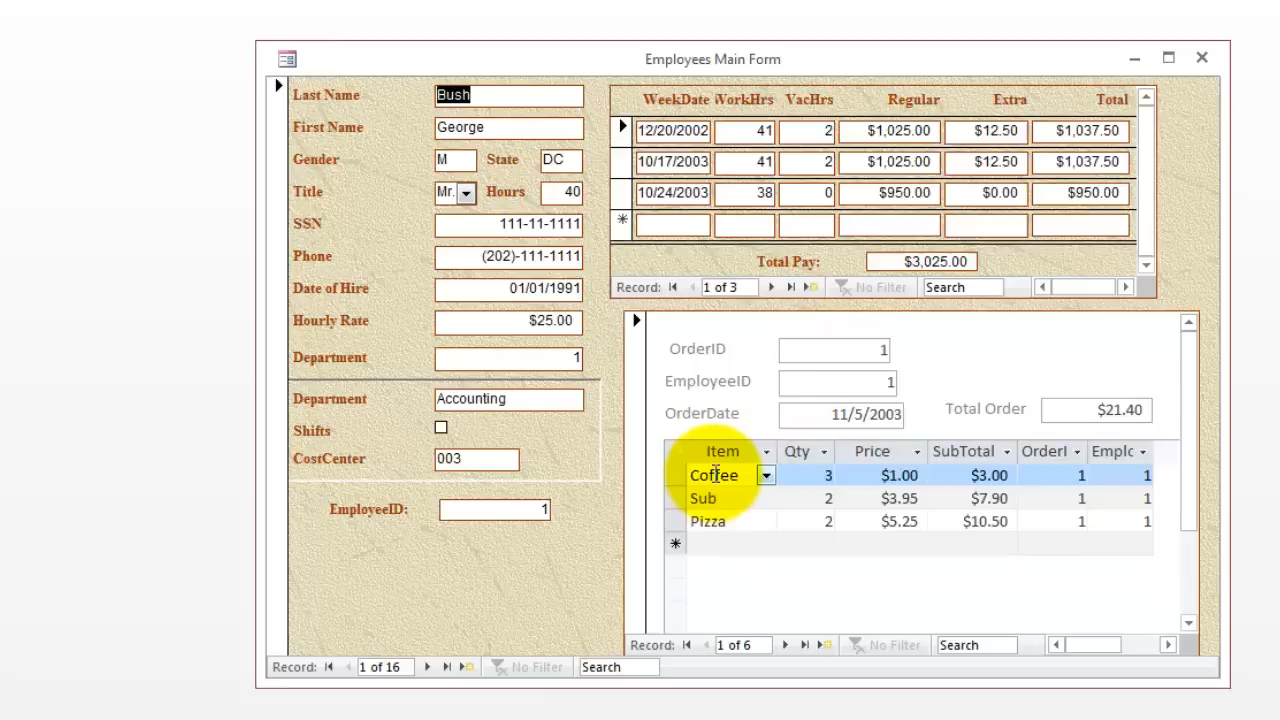 Employees Main Form
Last Name Bush
First Name George
Gender M State DC
Title Mr. Hours 40
SSN 111-11-1111
Phone (202)-111-1111
Date of Hire 01/01/1991
Hourly Rate $25.00
Department 1
Department Accounting
Shifts
CostCenter 003
EmployeeID: 1
WeekDate WorkHrs VacHrs Regular Extra Total
12/20/2002 41 2 $1,025.00 $12.50 $1,037.50
10/17/2003 41 2 $1,025.00 $12.50 $1,037.50
10/24/2003 38 0 $950.00 $0.00 $950.00
*
Total Pay: $3,025.00
Record: 1 of 3 No Filter Search
OrderID 1
EmployeeID 1
OrderDate 11/5/2003 Total Order $21.40
Item Qty Price SubTotal OrderI Emplc
Coffee 3 $1.00 $3.00 1 1
Sub 2 $3.95 $7.90 1 1
Pizza 2 $5.25 $10.50 1 1
*
Record: 1 of 6 No Filter Search
Record: 1 of 16 No Filter Search